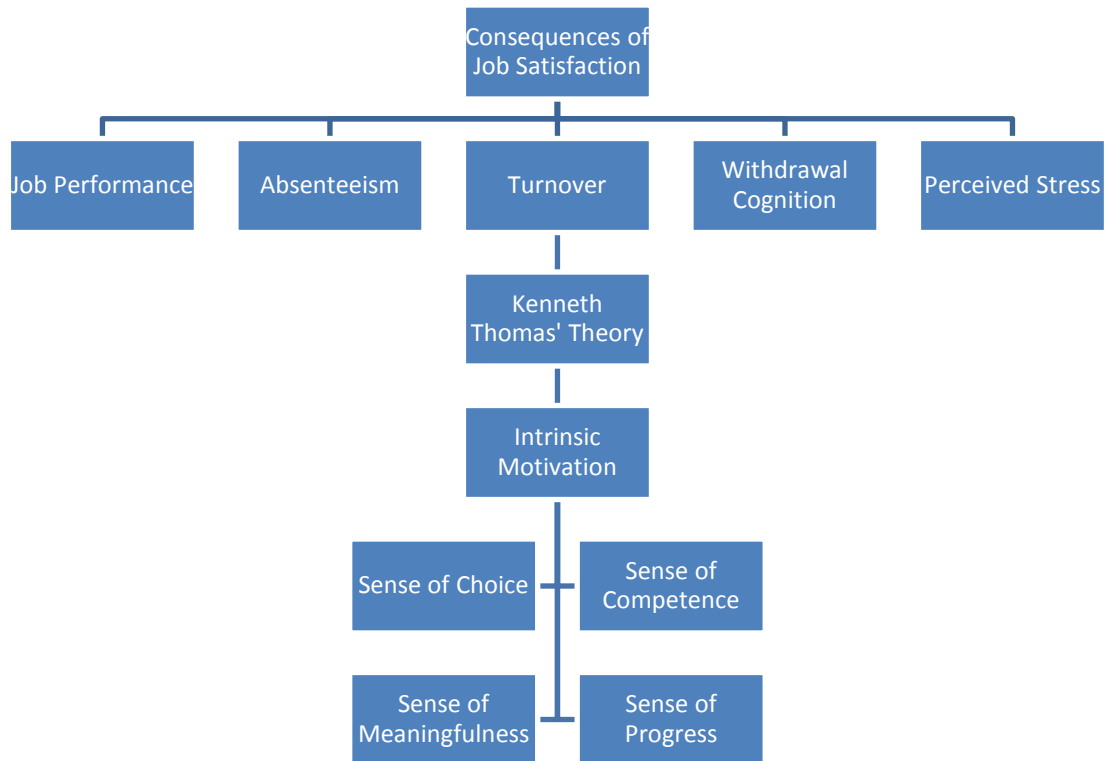 Consequences of
Job Satisfaction
Job Performance
Absenteeism
Turnover
Withdrawal
Cognition
Perceived Stress
Kenneth
Thomas' Theory
Intrinsic
Motivation
Sense of Choice
Sense of
Competence
Sense of
Meaningfulness
Sense of
Progress